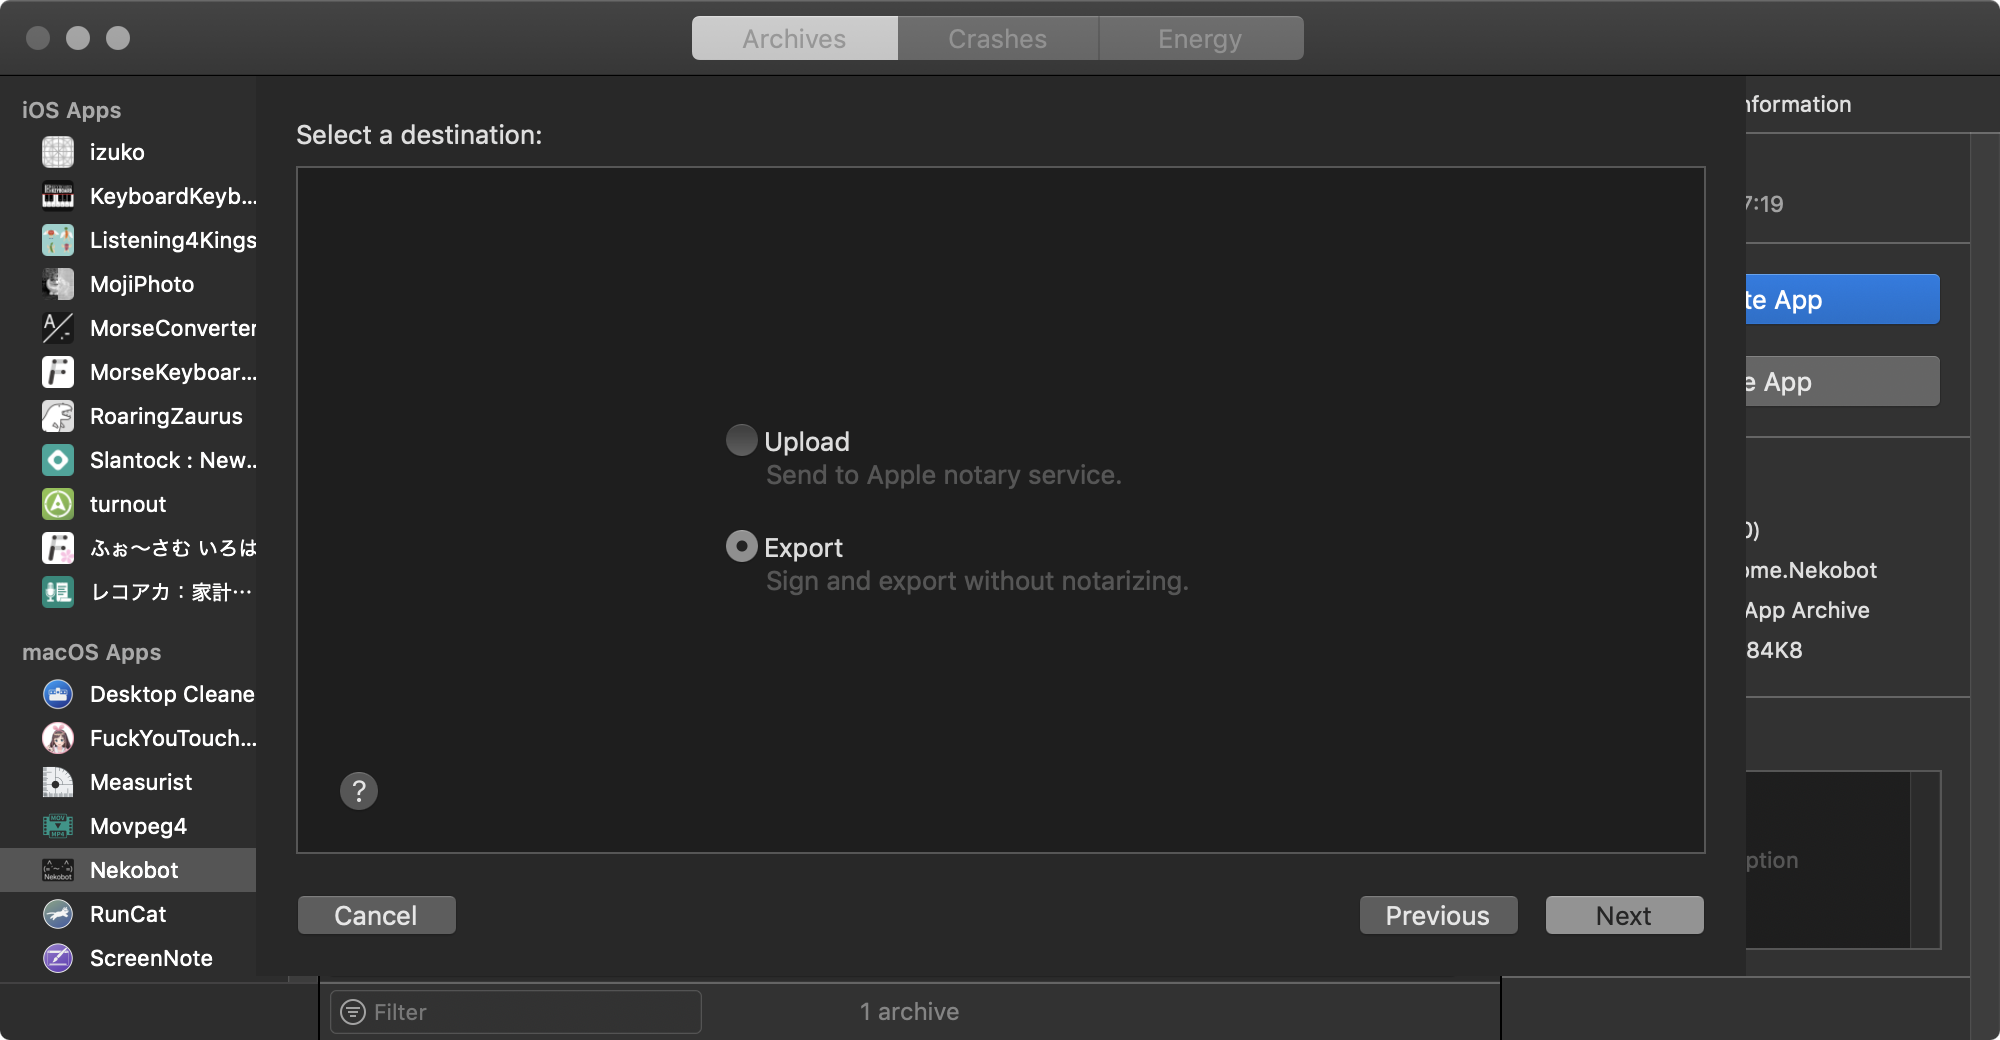 Archives
Crashes
Energy
iOS Apps
izuko
KeyboardKeyb...
Listening4Kings
MojiPhoto
MorseConverter
MorseKeyboar...
RoaringZaurus
Slantock : New...
turnout
ふぉ〜さむ いろは
レコアカ：家計…
macOS Apps
Desktop Cleane
FuckYouTouch...
Measurist
Movpeg4
Nekobot
RunCat
ScreenNote
Select a destination:
Upload
Send to Apple notary service.
Export
Sign and export without notarizing.
?
Cancel
Previous
Next
nformation
7:19
te App
e App
0)
ome.Nekobot
App Archive
84K8
ption
Filter
1 archive